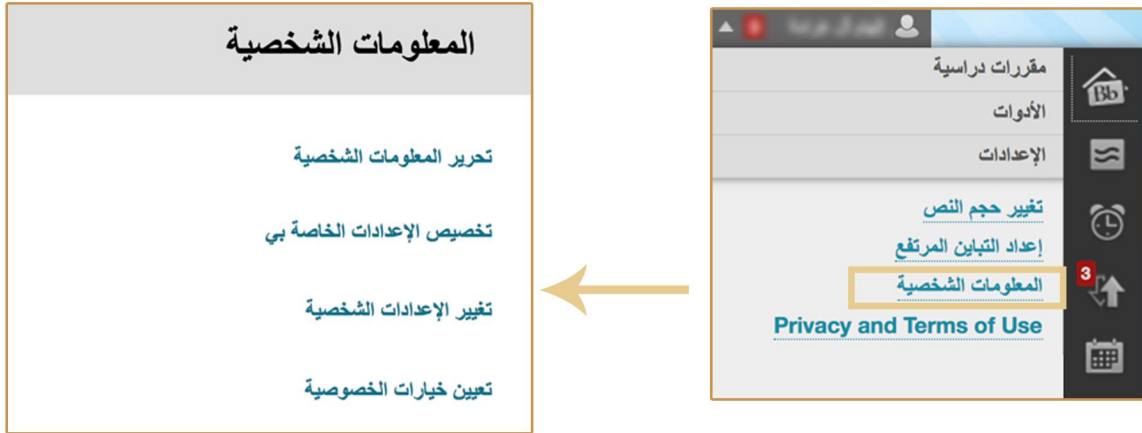 مقررات دراسية
الأدوات
الإعدادات
تغيير حجم النص
إعداد التباين المرتفع
المعلومات الشخصية
Privacy and Terms of Use
Bb
3
المعلومات الشخصية
تحرير المعلومات الشخصية
تخصيص الإعدادات الخاصة بي
تغيير الإعدادات الشخصية
تعيين خيارات الخصوصية